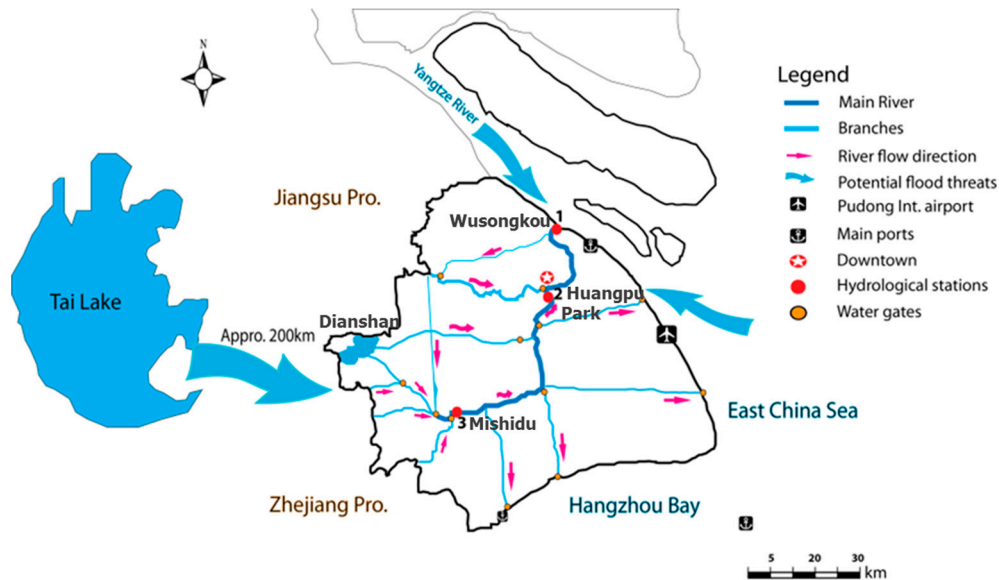 N
Yangtze River
Legend
Main River
Branches
River flow direction
Potential flood threats
Pudong Int. airport
Main ports
Downtown
Hydrological stations
Water gates
Jiangsu Pro.
1
Wusongkou
Tai Lake
2 Huangpu
Park
Dianshan
Appro. 200km
3 Mishidu
East China Sea
Zhejiang Pro.
Hangzhou Bay
5 20 30
km